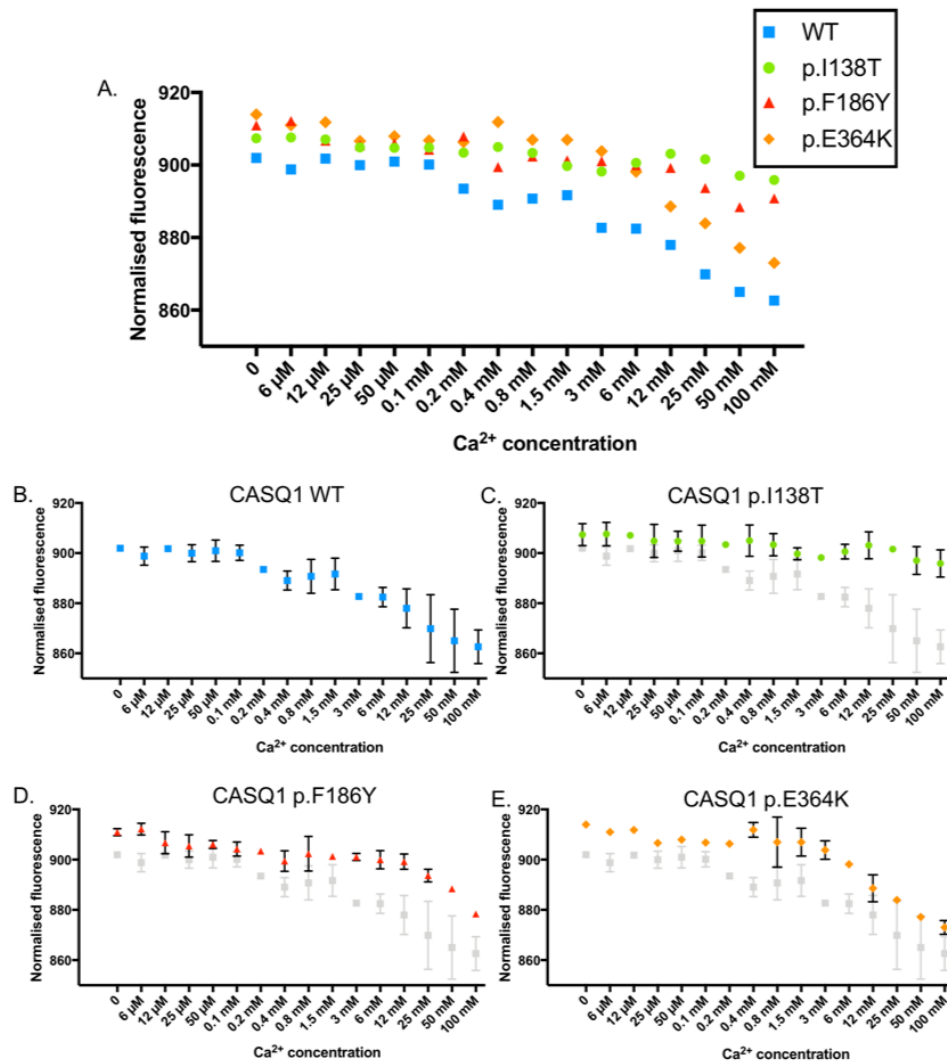 WT
p.I138T
p.F186Y
p.E364K
A.
920
900
880
860
Normalised fluorescence
0
6 µM
12 µM
25 µM
50 µM
0.1 mM
0.2 mM
0.4 mM
0.8 mM
1.5 mM
3 mM
6 mM
12 mM
25 mM
50 mM
100 mM
Ca²⁺ concentration
B.
CASQ1 WT
920
900
880
860
Normalised fluorescence
0
6 µM
12 µM
25 µM
50 µM
0.1 mM
0.2 mM
0.4 mM
0.8 mM
1.5 mM
3 mM
6 mM
12 mM
25 mM
50 mM
100 mM
Ca²⁺ concentration
C.
CASQ1 p.I138T
920
900
880
860
Normalised fluorescence
0
6 µM
12 µM
25 µM
50 µM
0.1 mM
0.2 mM
0.4 mM
0.8 mM
1.5 mM
3 mM
6 mM
12 mM
25 mM
50 mM
100 mM
Ca²⁺ concentration
D.
CASQ1 p.F186Y
920
900
880
860
Normalised fluorescence
0
6 µM
12 µM
25 µM
50 µM
0.1 mM
0.2 mM
0.4 mM
0.8 mM
1.5 mM
3 mM
6 mM
12 mM
25 mM
50 mM
100 mM
Ca²⁺ concentration
E.
CASQ1 p.E364K
920
900
880
860
Normalised fluorescence
0
6 µM
12 µM
25 µM
50 µM
0.1 mM
0.2 mM
0.4 mM
0.8 mM
1.5 mM
3 mM
6 mM
12 mM
25 mM
50 mM
100 mM
Ca²⁺ concentration